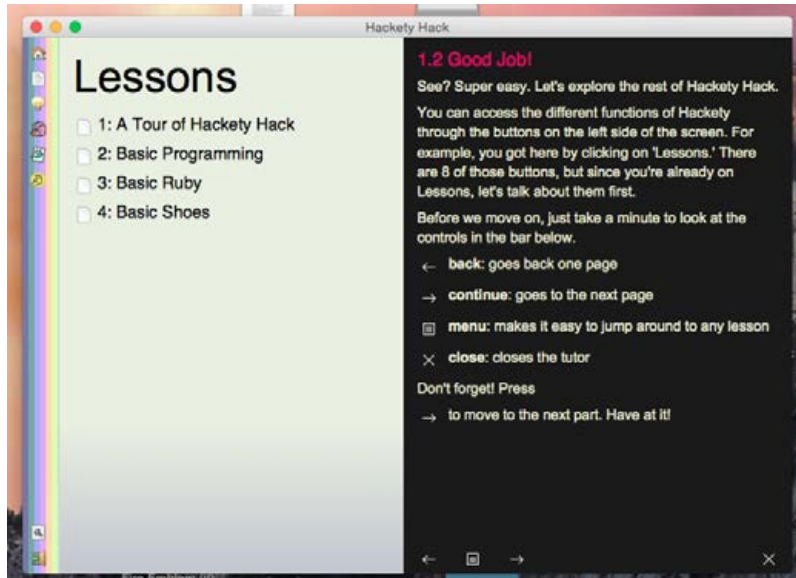 Hackety Hack
Lessons
1: A Tour of Hackety Hack
2: Basic Programming
3: Basic Ruby
4: Basic Shoes
1.2 Good Job!
See? Super easy. Let's explore the rest of Hackety Hack.
You can access the different functions of Hackety
through the buttons on the left side of the screen. For
example, you got here by clicking on 'Lessons.' There
are 8 of those buttons, but since you're already on
Lessons, let's talk about them first.
Before we move on, just take a minute to look at the
controls in the bar below.
← back: goes back one page
→ continue: goes to the next page
menu: makes it easy to jump around to any lesson
× close: closes the tutor
Don't forget! Press
→ to move to the next part. Have at it!